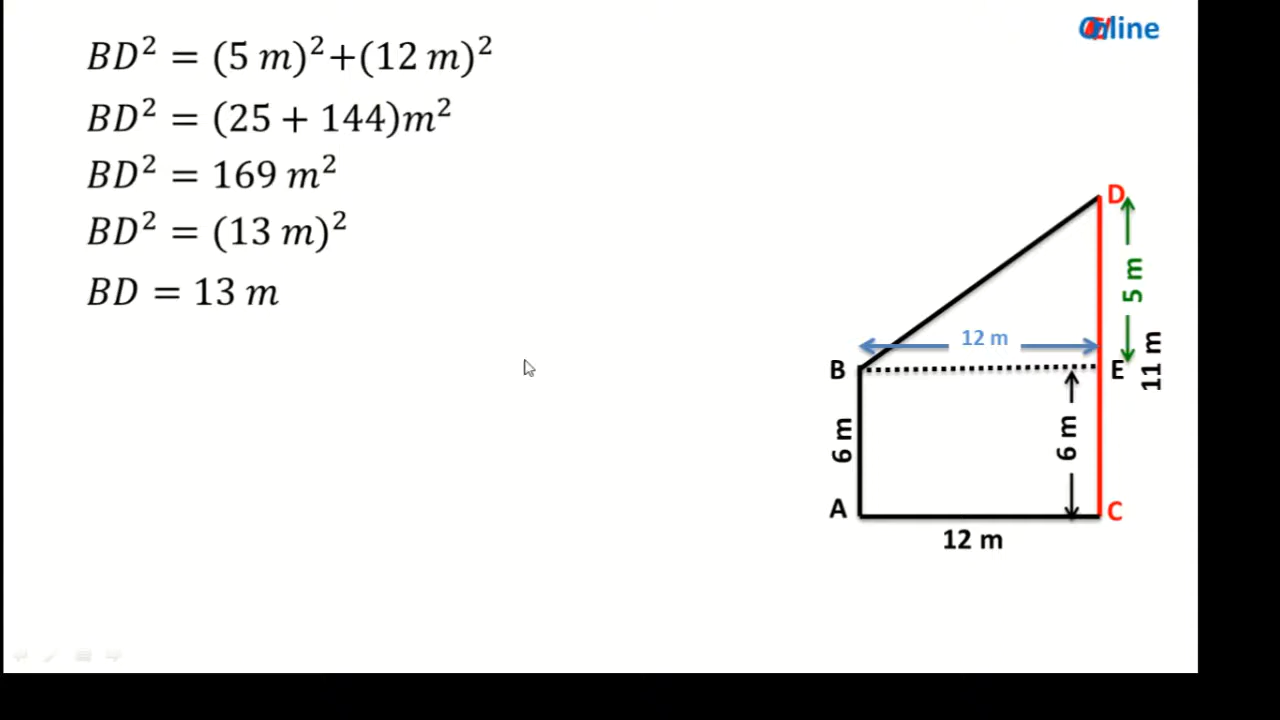 BD² = (5 m)²+(12 m)²
BD² = (25 + 144)m²
BD² = 169 m²
BD² = (13 m)²
BD = 13 m
D
5 m
12 m
B
E
11 m
6 m
6 m
A
C
12 m